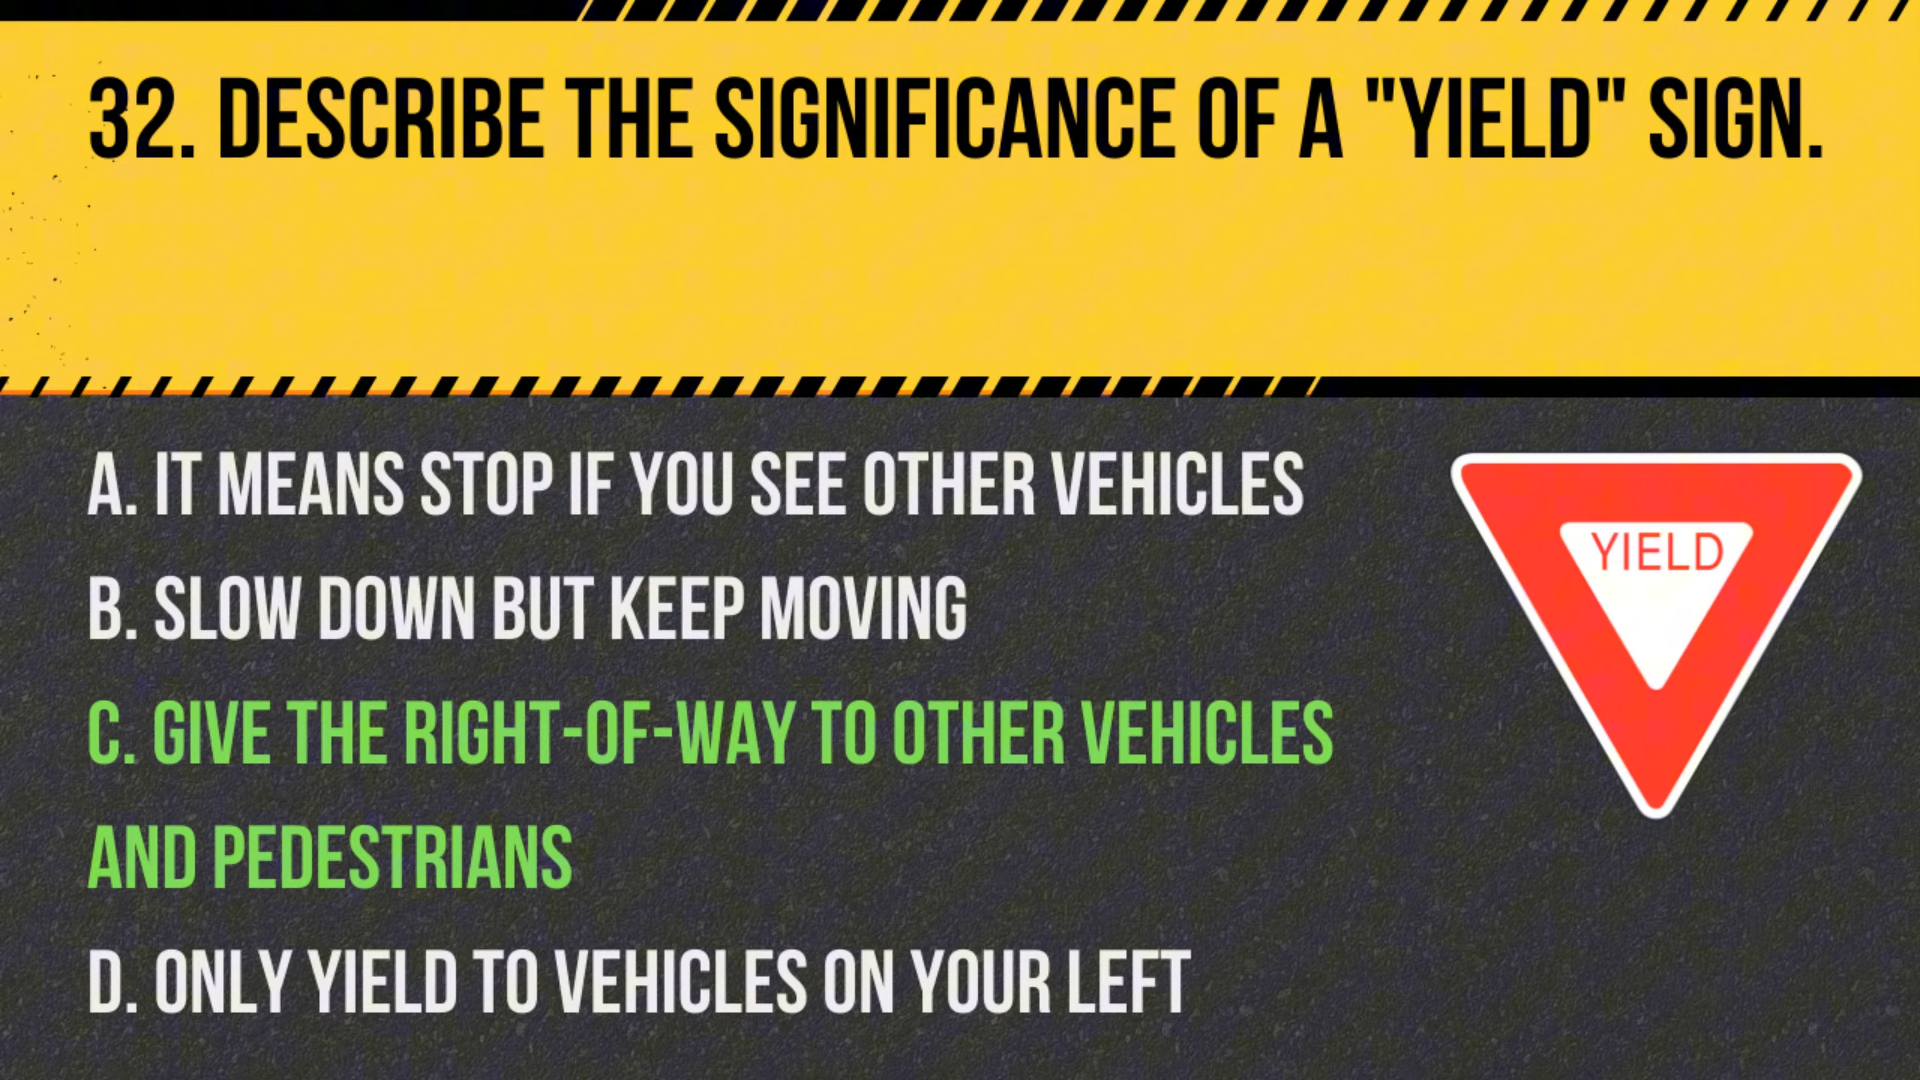 32. DESCRIBE THE SIGNIFICANCE OF A "YIELD" SIGN.
A. IT MEANS STOP IF YOU SEE OTHER VEHICLES
B. SLOW DOWN BUT KEEP MOVING
C. GIVE THE RIGHT-OF-WAY TO OTHER VEHICLES
AND PEDESTRIANS
D. ONLY YIELD TO VEHICLES ON YOUR LEFT
YIELD